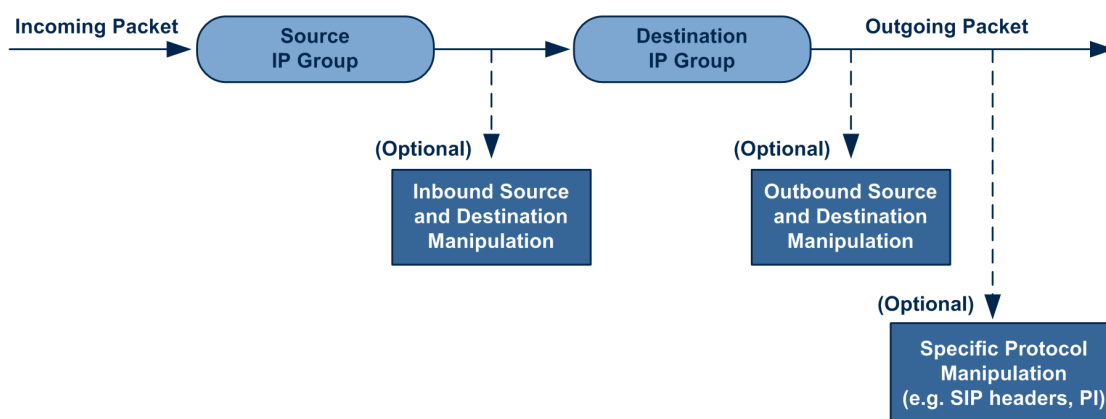 Incoming Packet
Source
IP Group
Destination
IP Group
Outgoing Packet
(Optional)
Inbound Source
and Destination
Manipulation
(Optional)
Outbound Source
and Destination
Manipulation
(Optional)
Specific Protocol
Manipulation
(e.g. SIP headers, PI)